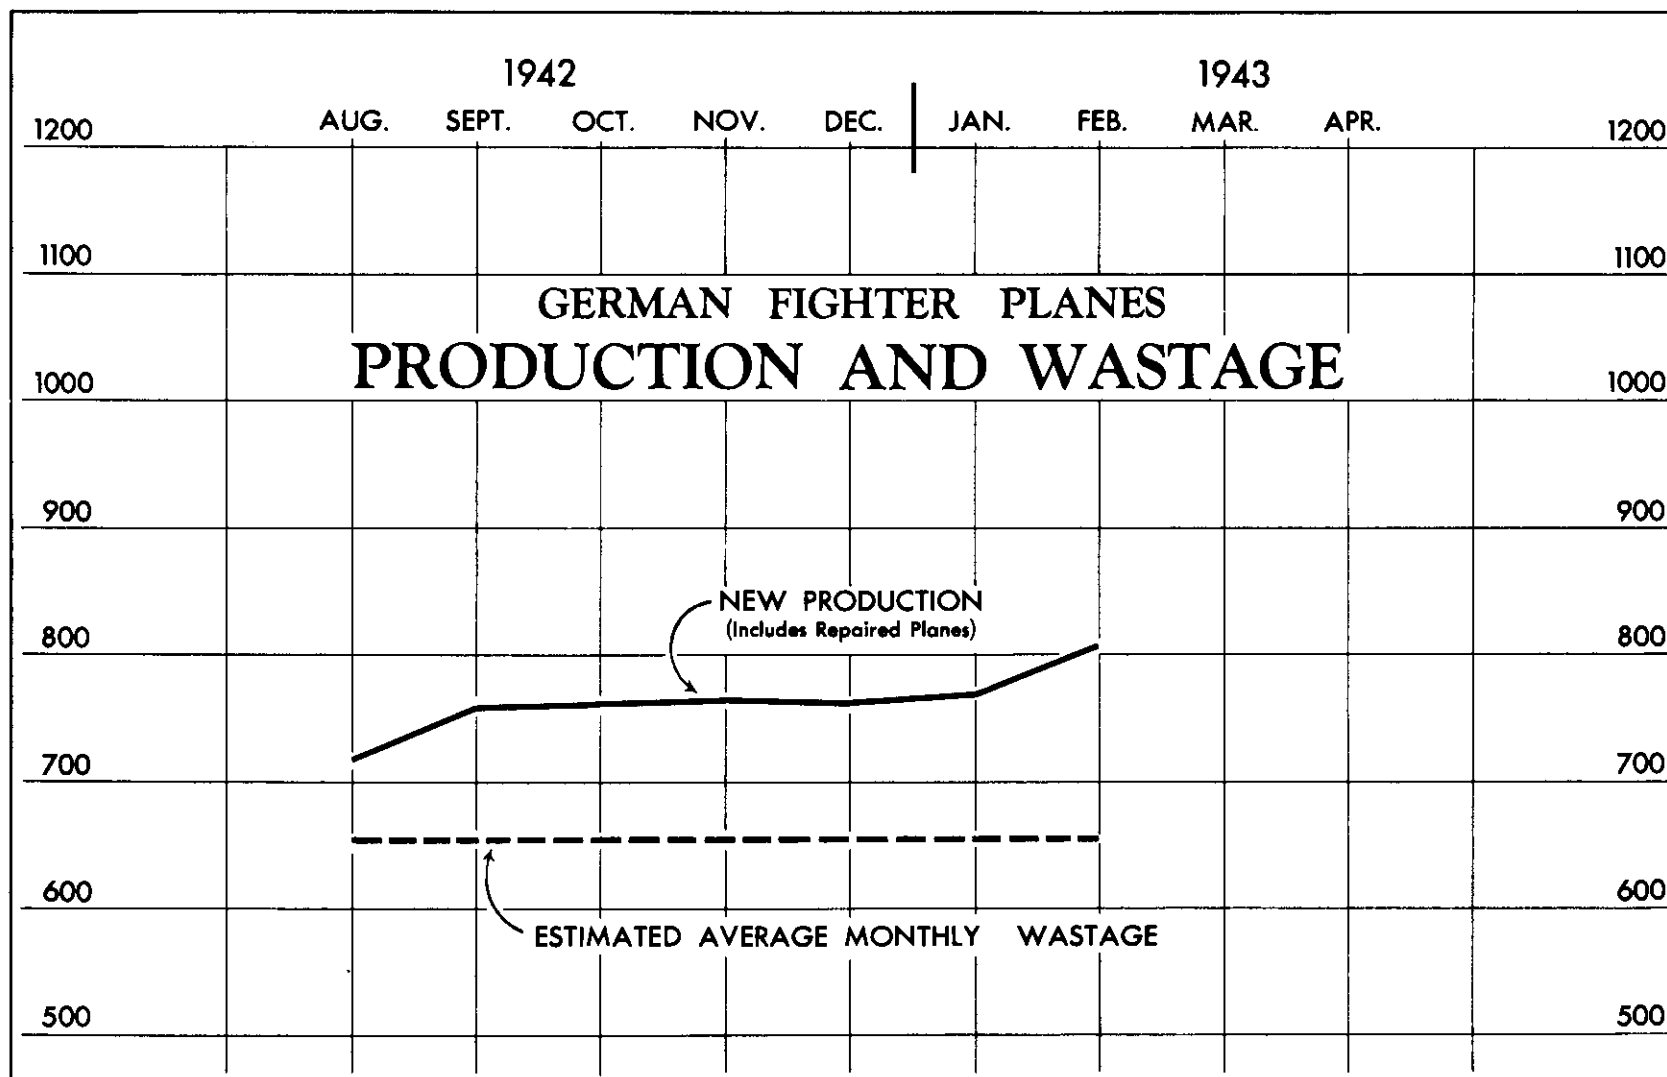 1942 1943
AUG. SEPT. OCT. NOV. DEC. JAN. FEB. MAR. APR.
1200 1200
1100 1100
GERMAN FIGHTER PLANES
PRODUCTION AND WASTAGE
1000 1000
900 900
NEW PRODUCTION
(Includes Repaired Planes)
800 800
700 700
600 600
ESTIMATED AVERAGE MONTHLY WASTAGE
500 500